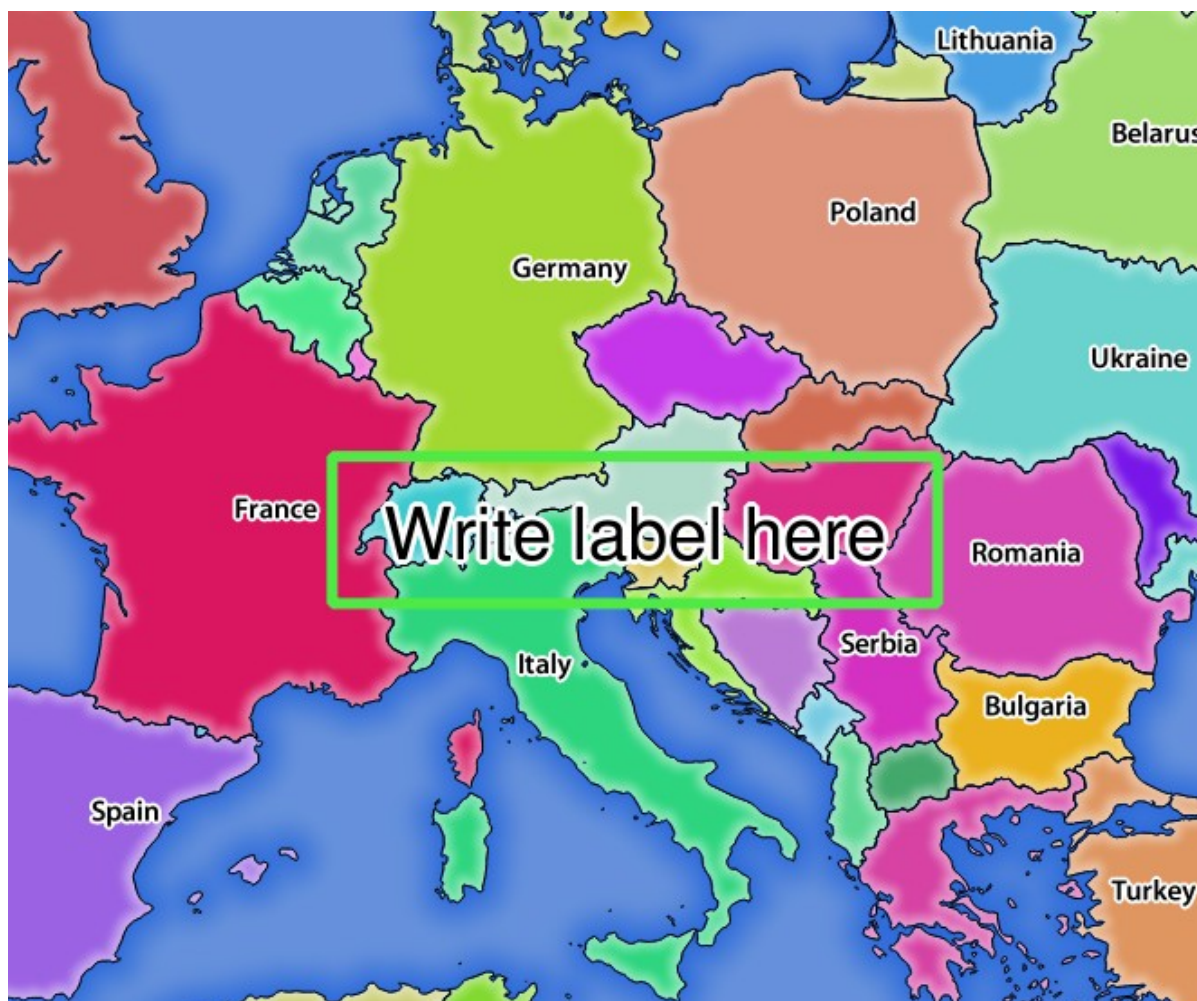 Lithuania
Belarus
Poland
Germany
Ukraine
France
Write label here
Romania
Serbia
Italy
Bulgaria
Spain
Turkey